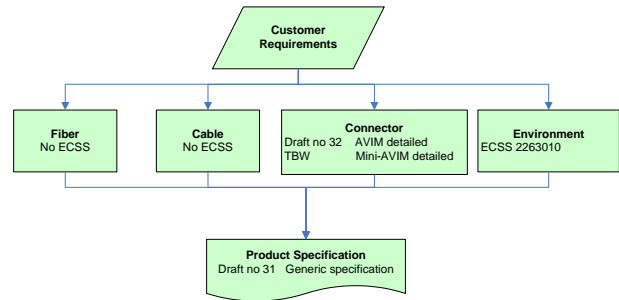 Customer
Requirements
Fiber
No ECSS
Cable
No ECSS
Connector
Draft no 32 AVIM detailed
TBW Mini-AVIM detailed
Environment
ECSS 2263010
Product Specification
Draft no 31 Generic specification